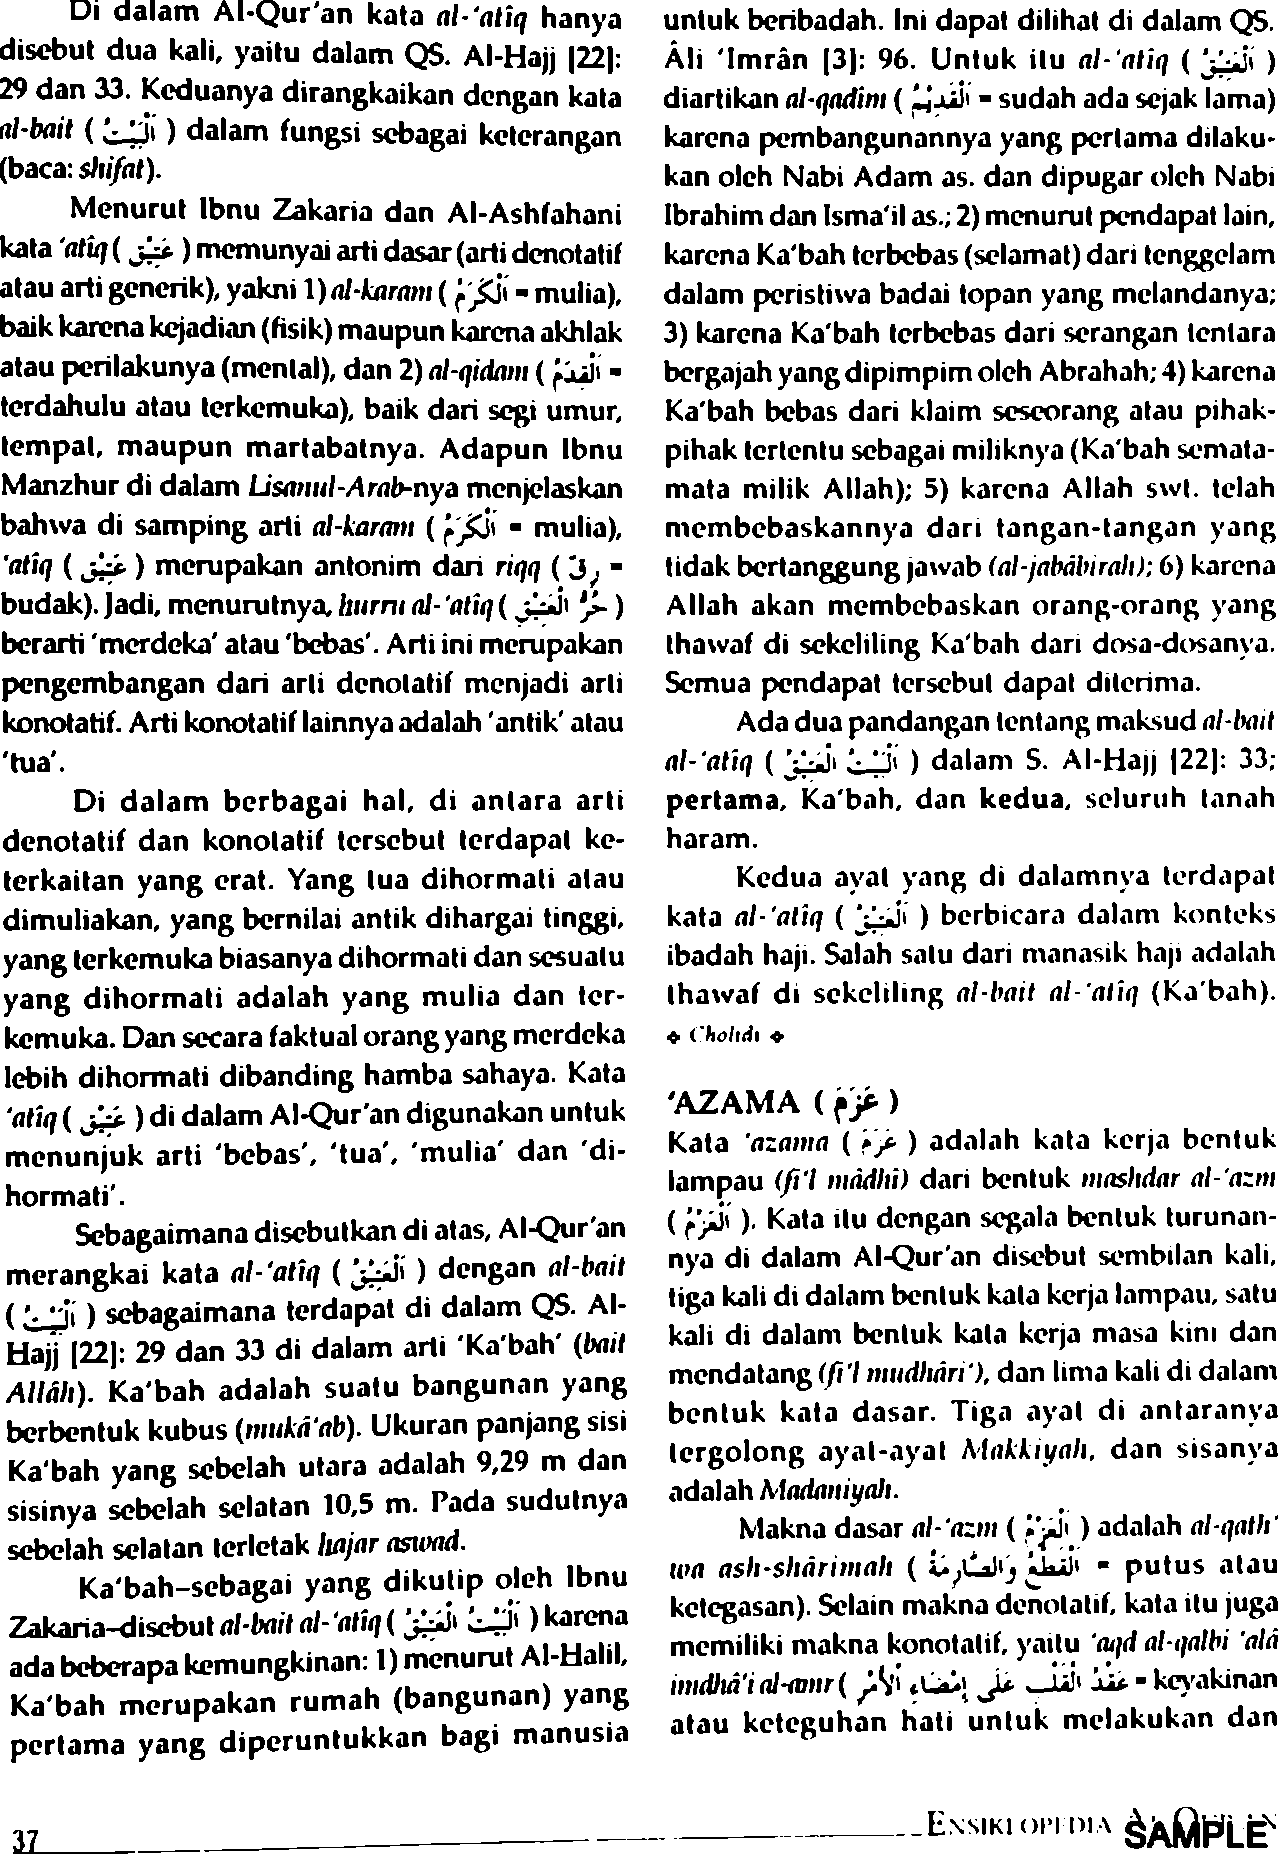 Di dalam Al-Qur'an kata al-'atîq hanya
disebut dua kali, yaitu dalam QS. Al-Hajj [22]:
29 dan 33. Keduanya dirangkaikan dengan kata
al-bait ( اَلْبَيْتُ ) dalam fungsi sebagai keterangan
(baca: shifat).
Menurut Ibnu Zakaria dan Al-Ashfahani
kata 'atîq ( عَتِيْق ) memunyai arti dasar (arti denotatif
atau arti generik), yakni 1) al-karam ( اَلْكَرَمُ = mulia),
baik karena kejadian (fisik) maupun karena akhlak
atau perilakunya (mental), dan 2) al-qidam ( اَلْقِدَمُ =
terdahulu atau terkemuka), baik dari segi umur,
tempat, maupun martabatnya. Adapun Ibnu
Manzhur di dalam Lisanul-Arab-nya menjelaskan
bahwa di samping arti al-karam ( اَلْكَرَمُ = mulia),
'atîq ( عَتِيْق ) merupakan antonim dari riqq ( رِقّ =
budak). Jadi, menurutnya, hurru al-'atîq ( حُرُّ الْعَتِيْقِ )
berarti 'merdeka' atau 'bebas'. Arti ini merupakan
pengembangan dari arti denotatif menjadi arti
konotatif. Arti konotatif lainnya adalah 'antik' atau
'tua'.
Di dalam berbagai hal, di antara arti
denotatif dan konotatif tersebut terdapat ke-
terkaitan yang erat. Yang tua dihormati atau
dimuliakan, yang bernilai antik dihargai tinggi,
yang terkemuka biasanya dihormati dan sesuatu
yang dihormati adalah yang mulia dan ter-
kemuka. Dan secara faktual orang yang merdeka
lebih dihormati dibanding hamba sahaya. Kata
'atîq ( عَتِيْق ) di dalam Al-Qur'an digunakan untuk
menunjuk arti 'bebas', 'tua', 'mulia' dan 'di-
hormati'.
Sebagaimana disebutkan di atas, Al-Qur'an
merangkai kata al-'atîq ( اَلْعَتِيْقُ ) dengan al-bait
( اَلْبَيْتُ ) sebagaimana terdapat di dalam QS. Al-
Hajj [22]: 29 dan 33 di dalam arti 'Ka'bah' (bait
Allâh). Ka'bah adalah suatu bangunan yang
berbentuk kubus (mukâ'ab). Ukuran panjang sisi
Ka'bah yang sebelah utara adalah 9,29 m dan
sisinya sebelah selatan 10,5 m. Pada sudutnya
sebelah selatan terletak hajar aswad.
Ka'bah–sebagai yang dikutip oleh Ibnu
Zakaria–disebut al-bait al-'atîq ( اَلْبَيْتُ الْعَتِيْقُ ) karena
ada beberapa kemungkinan: 1) menurut Al-Halil,
Ka'bah merupakan rumah (bangunan) yang
pertama yang diperuntukkan bagi manusia
untuk beribadah. Ini dapat dilihat di dalam QS.
Âli 'Imrân [3]: 96. Untuk itu al-'atîq ( اَلْعَتِيْقُ )
diartikan al-qadîm ( اَلْقَدِيْمُ = sudah ada sejak lama)
karena pembangunannya yang pertama dilaku-
kan oleh Nabi Adam as. dan dipugar oleh Nabi
Ibrahim dan Isma'il as.; 2) menurut pendapat lain,
karena Ka'bah terbebas (selamat) dari tenggelam
dalam peristiwa badai topan yang melandanya;
3) karena Ka'bah terbebas dari serangan tentara
bergajah yang dipimpim oleh Abrahah; 4) karena
Ka'bah bebas dari klaim seseorang atau pihak-
pihak tertentu sebagai miliknya (Ka'bah semata-
mata milik Allah); 5) karena Allah swt. telah
membebaskannya dari tangan-tangan yang
tidak bertanggung jawab (al-jabâbirah); 6) karena
Allah akan membebaskan orang-orang yang
thawaf di sekeliling Ka'bah dari dosa-dosanya.
Semua pendapat tersebut dapat diterima.
Ada dua pandangan tentang maksud al-bait
al-'atîq ( اَلْبَيْتُ الْعَتِيْقُ ) dalam S. Al-Hajj [22]: 33;
pertama, Ka'bah, dan kedua, seluruh tanah
haram.
Kedua ayat yang di dalamnya terdapat
kata al-'atîq ( اَلْعَتِيْقُ ) berbicara dalam konteks
ibadah haji. Salah satu dari manasik haji adalah
thawaf di sekeliling al-bait al-'atîq (Ka'bah).
❖ Cholidi ❖
'AZAMA ( عَزَمَ )
Kata 'azama ( عَزَمَ ) adalah kata kerja bentuk
lampau (fi'l mâdhî) dari bentuk mashdar al-'azm
( اَلْعَزْمُ ). Kata itu dengan segala bentuk turunan-
nya di dalam Al-Qur'an disebut sembilan kali,
tiga kali di dalam bentuk kata kerja lampau, satu
kali di dalam bentuk kata kerja masa kini dan
mendatang (fi'l mudhâri'), dan lima kali di dalam
bentuk kata dasar. Tiga ayat di antaranya
tergolong ayat-ayat Makkiyah, dan sisanya
adalah Madaniyah.
Makna dasar al-'azm ( اَلْعَزْمُ ) adalah al-qath'
wa ash-shârimah ( اَلْقَطْعُ وَالصَّارِمَةُ = putus atau
ketegasan). Selain makna denotatif, kata itu juga
memiliki makna konotatif, yaitu 'aqd al-qalbi 'alâ
imdhâ'i al-amr ( عَقْدُ الْقَلْبِ عَلَى إِمْضَاءِ الْأَمْرِ = keyakinan
atau keteguhan hati untuk melakukan dan
37
ENSIKLOPEDIA
SAMPLE